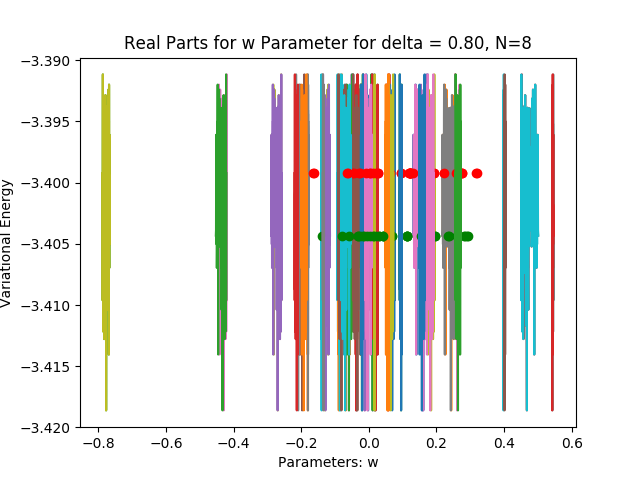 Real Parts for w Parameter for delta = 0.80, N=8
Variational Energy
−3.390
−3.395
−3.400
−3.405
−3.410
−3.415
−3.420
−0.8 −0.6 −0.4 −0.2 0.0 0.2 0.4 0.6
Parameters: w